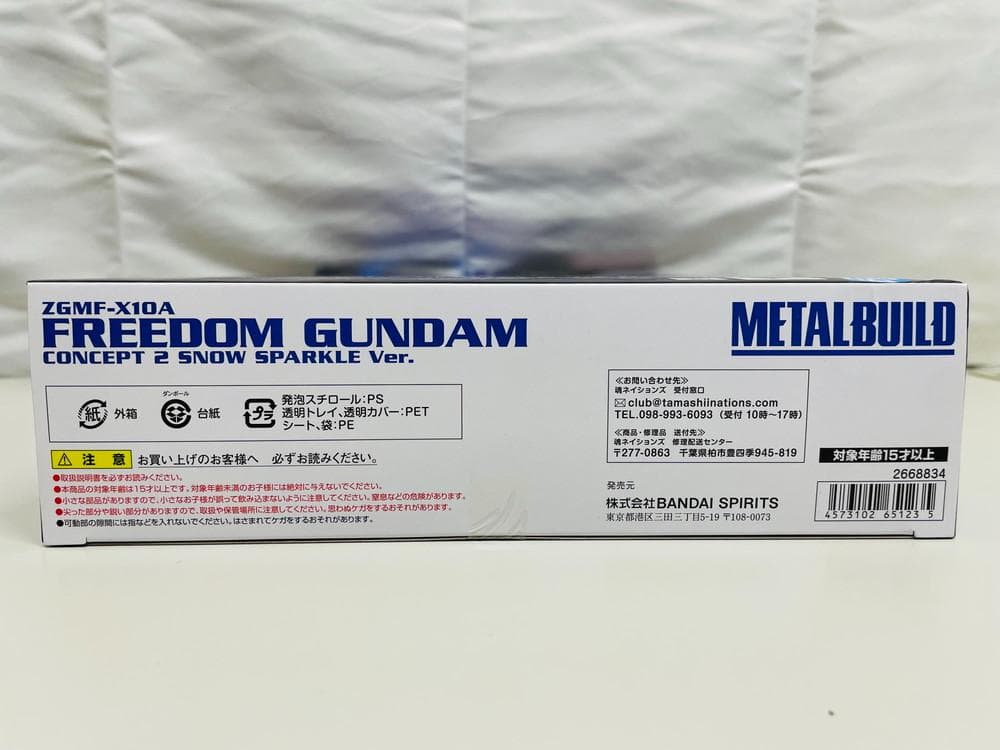 ZGMF-X10A
FREEDOM GUNDAM
CONCEPT 2 SNOW SPARKLE Ver.
METALBUILD
紙 外箱
ダンボール
台紙
プラ
発泡スチロール:PS
透明トレイ、透明カバー:PET
シート、袋:PE
注 意 お買い上げのお客様へ 必ずお読みください。
●取扱説明書を必ずお読みください。
●本商品の対象年齢は15才以上です。対象年齢未満のお子様には絶対に与えないでください。
●小さな部品がありますので、小さなお子様が誤って飲み込まないように注意してください。窒息などの危険があります。
●尖った部分や鋭い部分がありますので、取扱や保管場所に注意してください。思わぬケガをするおそれがあります。
●可動部の隙間には指などを入れないでください。はさまれてケガをするおそれがあります。
≪お問い合わせ先≫
魂ネイションズ 受付窓口
club@tamashiinations.com
TEL.098-993-6093 (受付 10時〜17時)
≪商品・修理品 送付先≫
魂ネイションズ 修理配送センター
〒277-0863 千葉県柏市豊四季945-819
発売元
株式会社BANDAI SPIRITS
東京都港区三田三丁目5-19 〒108-0073
対象年齢15才以上
2668834
4573102 65123 5